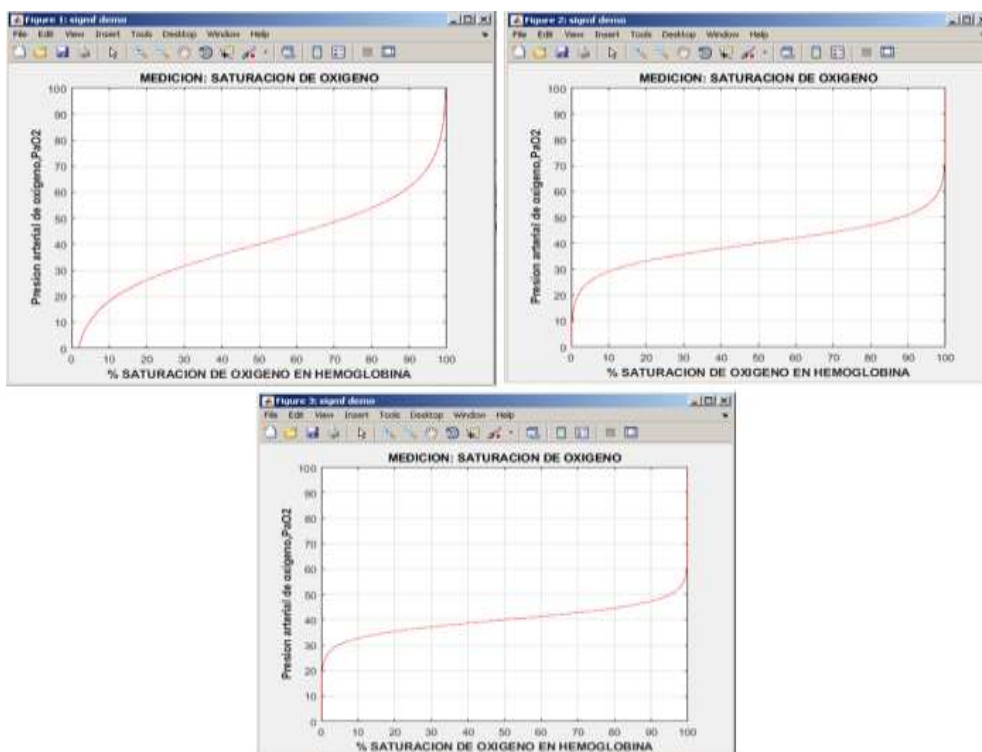 Figure 1: sigmf demo
File Edit View Insert Tools Desktop Window Help
MEDICION: SATURACION DE OXIGENO
Presion arterial de oxigeno,PaO2
100
90
80
70
60
50
40
30
20
10
0
0 10 20 30 40 50 60 70 80 90 100
% SATURACION DE OXIGENO EN HEMOGLOBINA
Figure 2: sigmf demo
File Edit View Insert Tools Desktop Window Help
MEDICION: SATURACION DE OXIGENO
Presion arterial de oxigeno,PaO2
100
90
80
70
60
50
40
30
20
10
0
0 10 20 30 40 50 60 70 80 90 100
% SATURACION DE OXIGENO EN HEMOGLOBINA
Figure 3: sigmf demo
File Edit View Insert Tools Desktop Window Help
MEDICION: SATURACION DE OXIGENO
Presion arterial de oxigeno,PaO2
100
90
80
70
60
50
40
30
20
10
0
0 10 20 30 40 50 60 70 80 90 100
% SATURACION DE OXIGENO EN HEMOGLOBINA